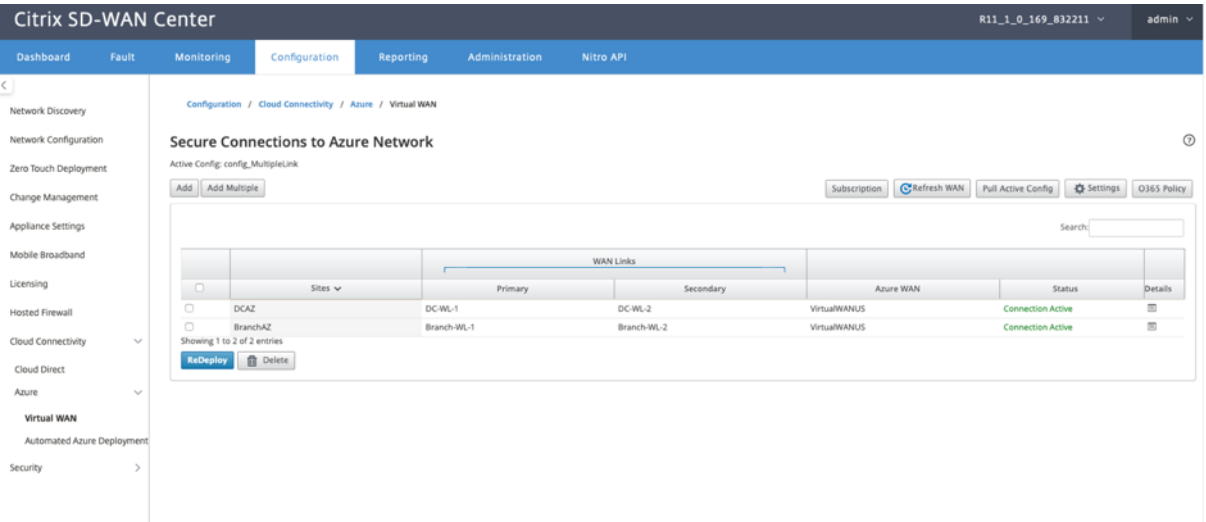 Citrix SD-WAN Center
R11_1_0_169_832211
admin
Dashboard Fault Monitoring Configuration Reporting Administration Nitro API
Network Discovery
Network Configuration
Zero Touch Deployment
Change Management
Appliance Settings
Mobile Broadband
Licensing
Hosted Firewall
Cloud Connectivity
Cloud Direct
Azure
Virtual WAN
Automated Azure Deployment
Security
Configuration / Cloud Connectivity / Azure / Virtual WAN
Secure Connections to Azure Network
Active Config: config_MultipleLink
Add Add Multiple Subscription Refresh WAN Pull Active Config Settings O365 Policy
Search:
WAN Links
Sites Primary Secondary Azure WAN Status Details
DCAZ DC-WL-1 DC-WL-2 VirtualWANUS Connection Active
BranchAZ Branch-WL-1 Branch-WL-2 VirtualWANUS Connection Active
Showing 1 to 2 of 2 entries
ReDeploy Delete